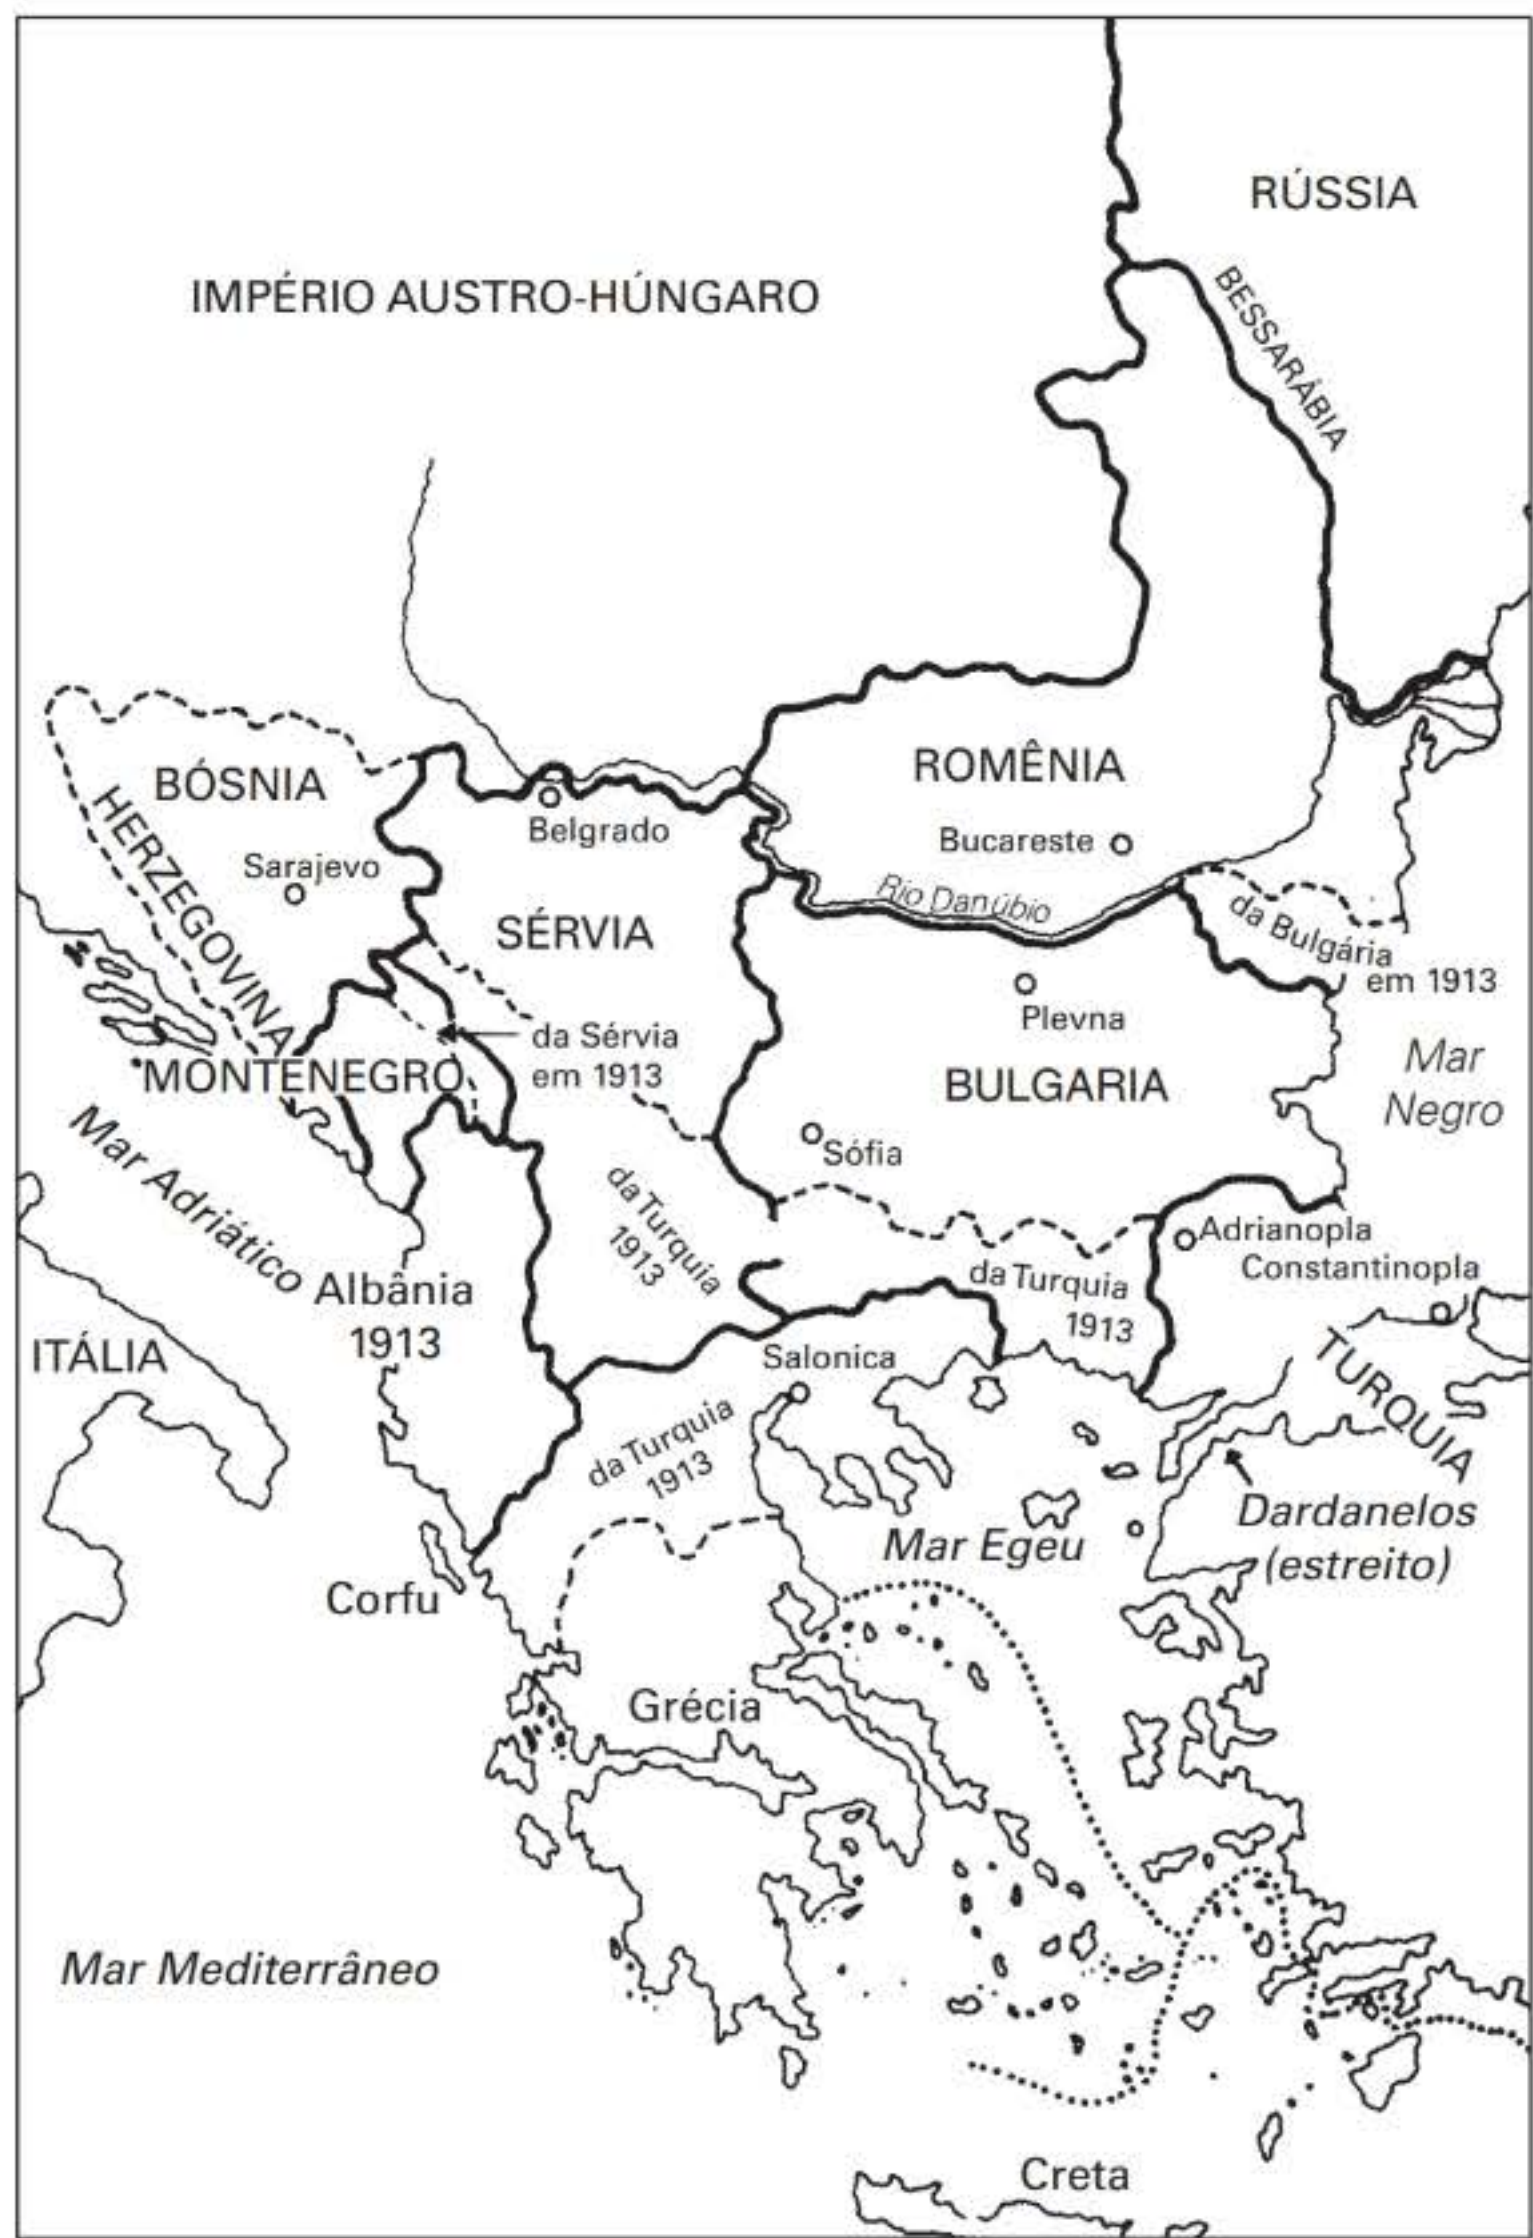 RÚSSIA
IMPÉRIO AUSTRO-HÚNGARO
BESSARÁBIA
BÓSNIA
HERZEGOVINA
Sarajevo
Belgrado
SÉRVIA
ROMÊNIA
Bucareste
Rio Danúbio
da Bulgária
em 1913
Plevna
BULGARIA
Mar
Negro
da Sérvia
em 1913
MONTENEGRO
Sófia
Mar Adriático
da Turquia
1913
Adrianopla
Constantinopla
da Turquia
1913
Albânia
1913
ITÁLIA
Salonica
TURQUIA
da Turquia
1913
Dardanelos
(estreito)
Mar Egeu
Corfu
Grécia
Mar Mediterrâneo
Creta